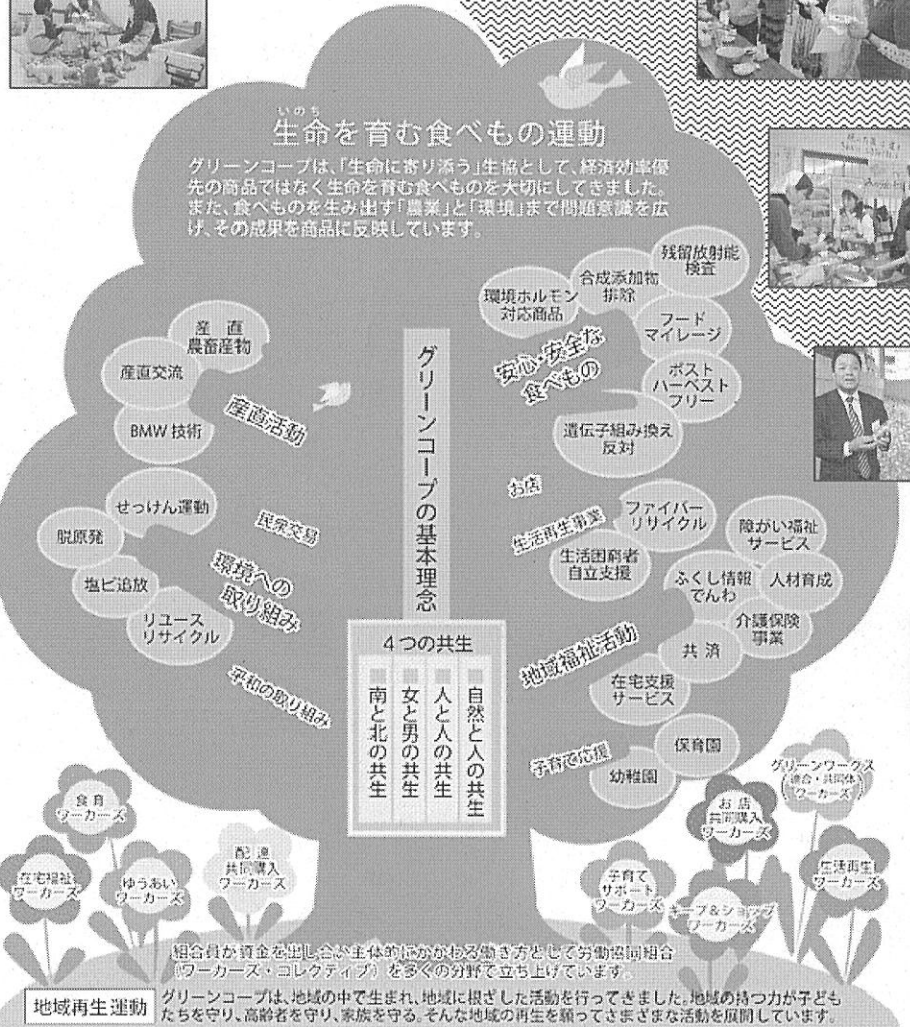 いのち
生命を育む食べもの運動
グリーンコープは、「生命に寄り添う」生協として、経済効率優
先の商品ではなく生命を育む食べものを大切にしてきました。
また、食べものを生み出す「農業」と「環境」まで問題意識を広
げ、その成果を商品に反映しています。
グリーンコープの基本理念
4つの共生
自然と人の共生
人と人の共生
女と男の共生
南と北の共生
産直活動
産　直
農畜産物
産直交流
BMW 技術
民衆交易
環境への
取り組み
せっけん運動
脱原発
塩ビ追放
リユース
リサイクル
平和の取り組み
安心・安全な
食べもの
環境ホルモン
対応商品
合成添加物
排除
残留放射能
検査
フード
マイレージ
ポスト
ハーベスト
フリー
遺伝子組み換え
反対
お店
生活再生事業
ファイバー
リサイクル
生活困窮者
自立支援
地域福祉活動
障がい福祉
サービス
ふくし情報
でんわ
人材育成
介護保険
事業
共 済
在宅支援
サービス
子育て応援
保育園
幼稚園
食育
ワーカーズ
在宅福祉
ワーカーズ
ゆうあい
ワーカーズ
配達
共同購入
ワーカーズ
子育て
サポート
ワーカーズ
お店
共同購入
ワーカーズ
キープ&ショップ
ワーカーズ
グリーンワークス
(連合・共同体
ワーカーズ)
生活再生
ワーカーズ
組合員が資金を出し合い主体的にかかわる働き方として労働協同組合
(ワーカーズ・コレクティブ) を多くの分野で立ち上げています。
地域再生運動
グリーンコープは、地域の中で生まれ、地域に根ざした活動を行ってきました。地域の持つ力が子ども
たちを守り、高齢者を守り、家族を守る。そんな地域の再生を願ってさまざまな活動を展開しています。